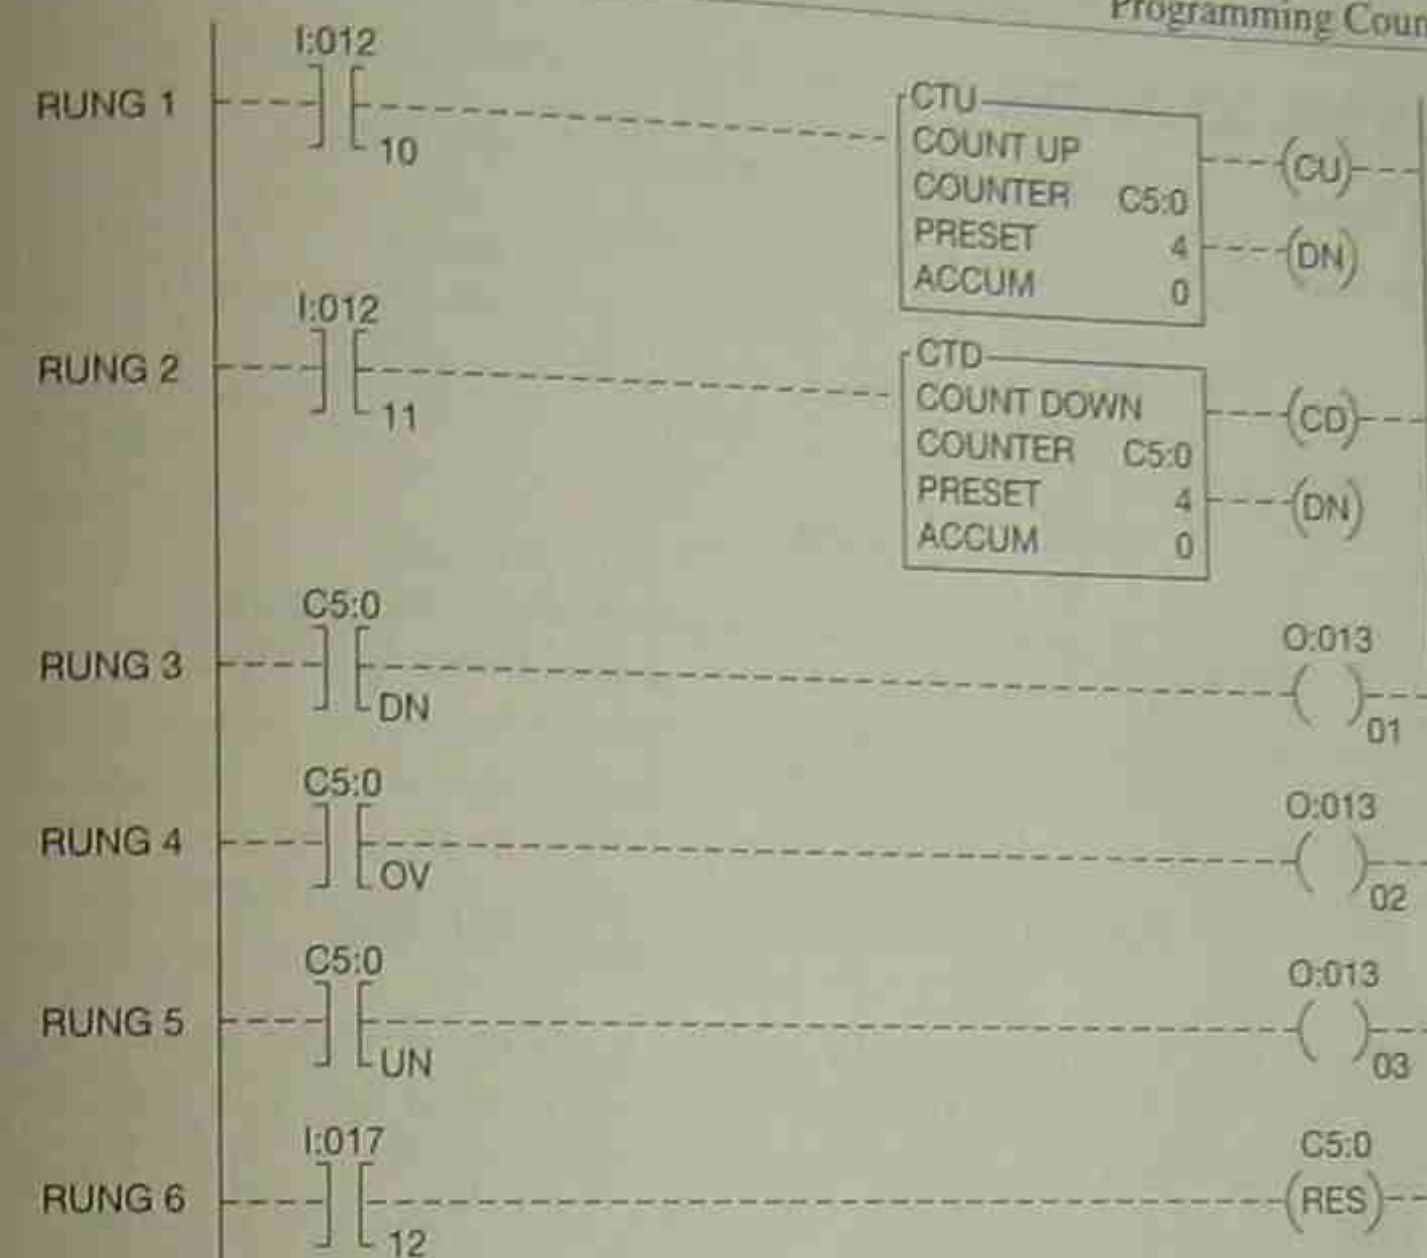 Programming Coun
I:012
RUNG 1
10
CTU
COUNT UP
COUNTER C5:0
PRESET 4
ACCUM 0
(CU)
(DN)
I:012
RUNG 2
11
CTD
COUNT DOWN
COUNTER C5:0
PRESET 4
ACCUM 0
(CD)
(DN)
C5:0
RUNG 3
DN
O:013
01
C5:0
RUNG 4
OV
O:013
02
C5:0
RUNG 5
UN
O:013
03
I:017
RUNG 6
12
C5:0
(RES)